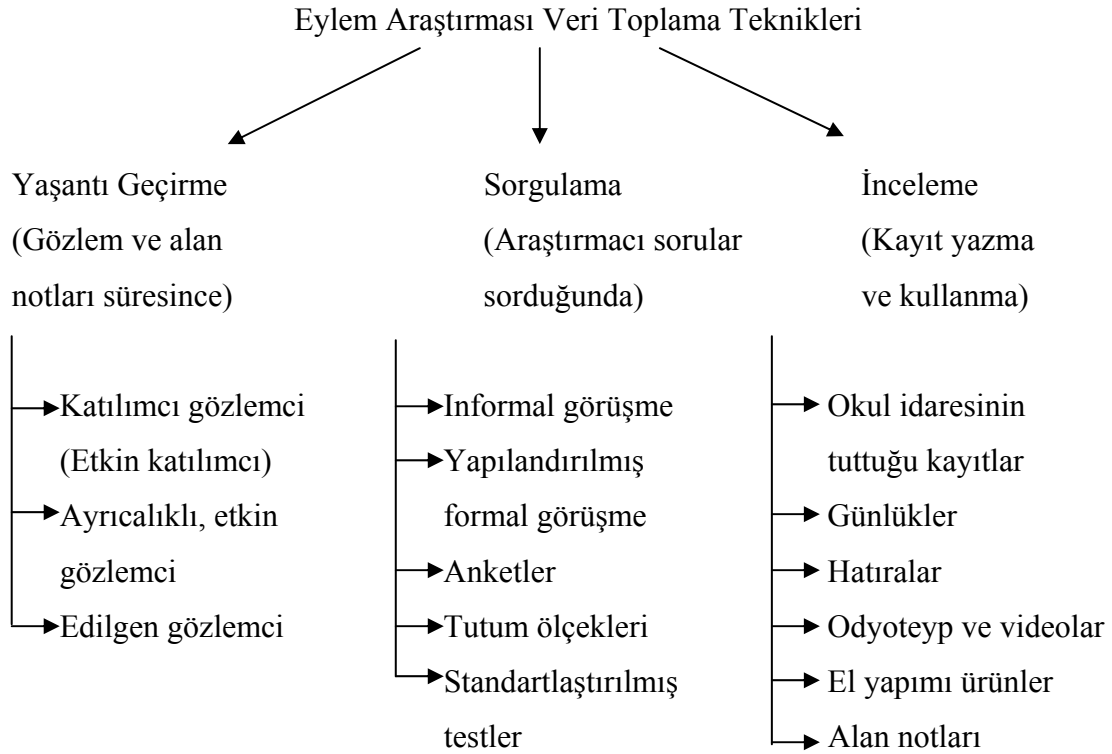 Eylem Araştırması Veri Toplama Teknikleri
Yaşantı Geçirme
(Gözlem ve alan
notları süresince)
Katılımcı gözlemci
(Etkin katılımcı)
Ayrıcalıklı, etkin
gözlemci
Edilgen gözlemci
Sorgulama
(Araştırmacı sorular
sorduğunda)
Informal görüşme
Yapılandırılmış
formal görüşme
Anketler
Tutum ölçekleri
Standartlaştırılmış
testler
İnceleme
(Kayıt yazma
ve kullanma)
Okul idaresinin
tuttuğu kayıtlar
Günlükler
Hatıralar
Odyoteyp ve videolar
El yapımı ürünler
Alan notları